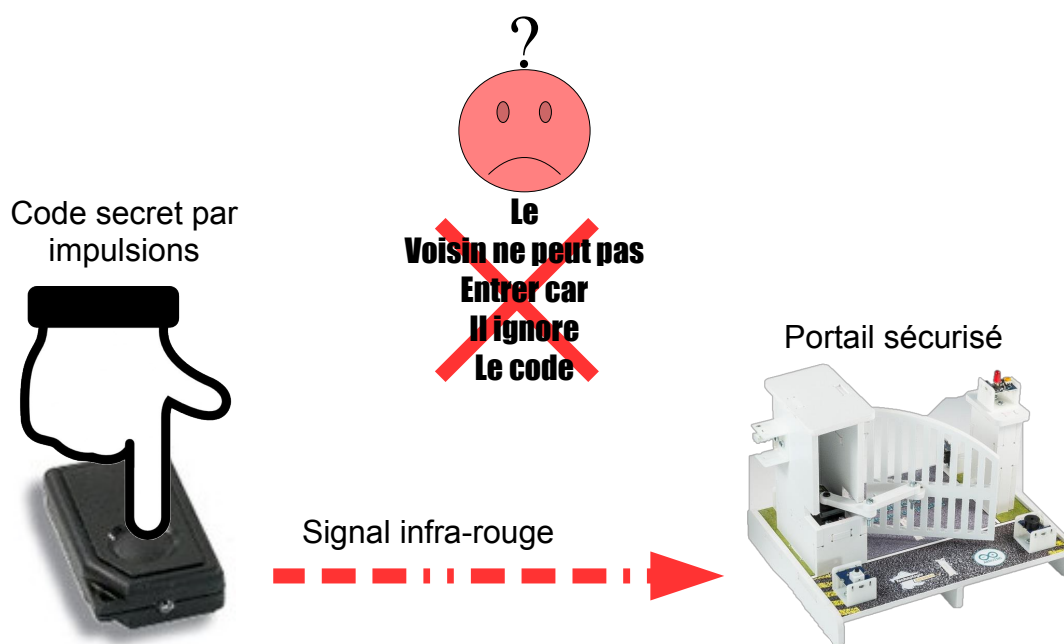 ?
Le
Voisin ne peut pas
Entrer car
Il ignore
Le code
Code secret par
impulsions
Portail sécurisé
Signal infra-rouge